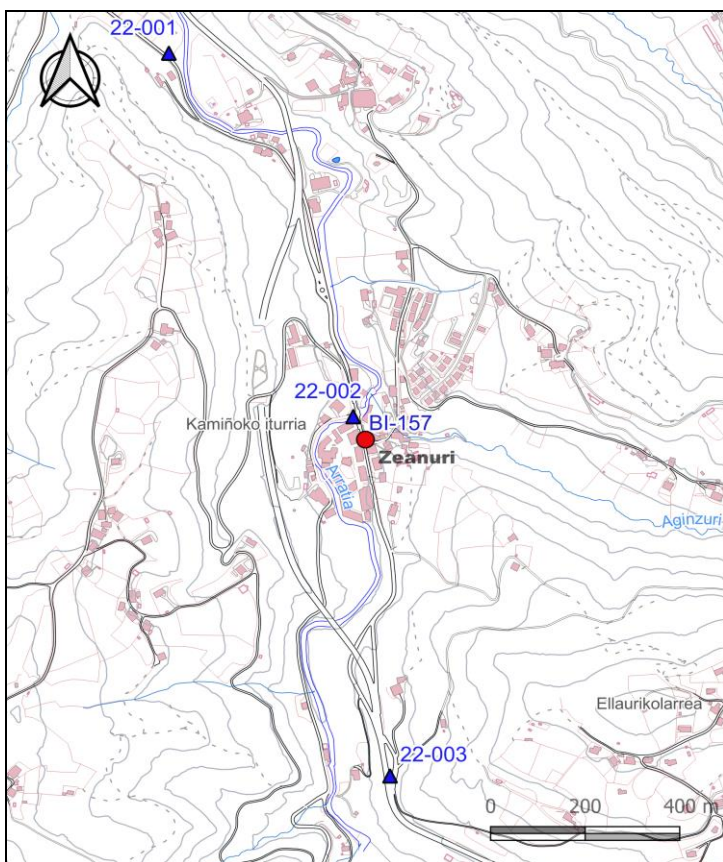 22-001
22-002
Kamiñoko iturria
BI-157
Zeanuri
Arratia
Aginzuri
Ellaurikolarrea
22-003
0 200 400 m